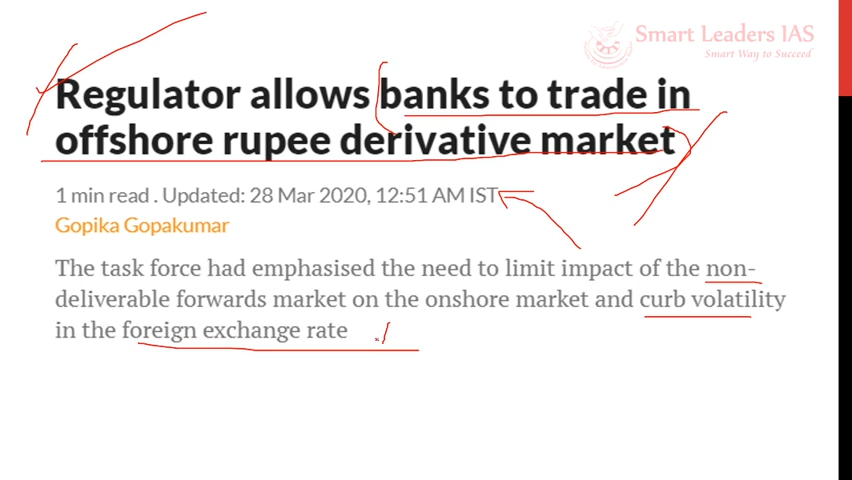 Smart Leaders IAS
Smart Way to Succeed
Regulator allows banks to trade in
offshore rupee derivative market
1 min read . Updated: 28 Mar 2020, 12:51 AM IST
Gopika Gopakumar
The task force had emphasised the need to limit impact of the non-
deliverable forwards market on the onshore market and curb volatility
in the foreign exchange rate